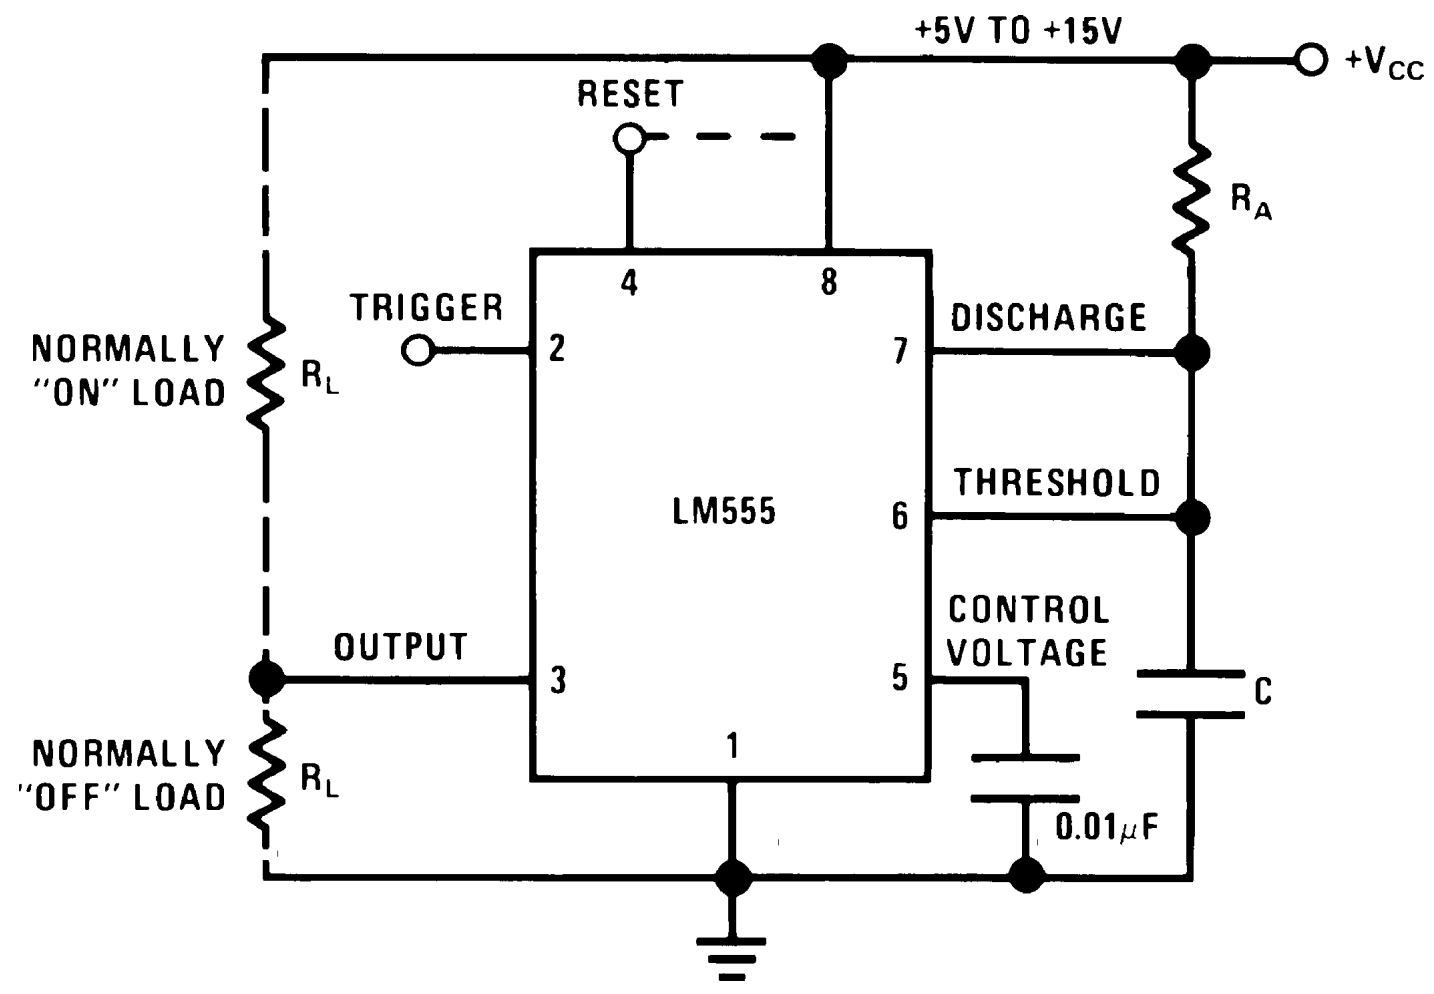 +5V TO +15V
+VCC
RESET
RA
4
8
TRIGGER
DISCHARGE
2
7
NORMALLY
"ON" LOAD
RL
THRESHOLD
LM555
6
CONTROL
VOLTAGE
OUTPUT
3
5
C
1
NORMALLY
"OFF" LOAD
RL
0.01µF